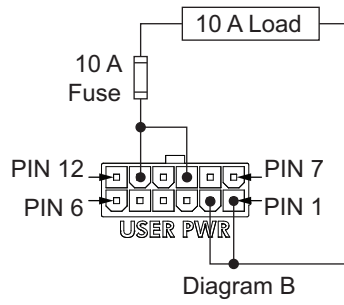 10 A Load
10 A
Fuse
PIN 12
PIN 7
PIN 6
PIN 1
USER PWR
Diagram B